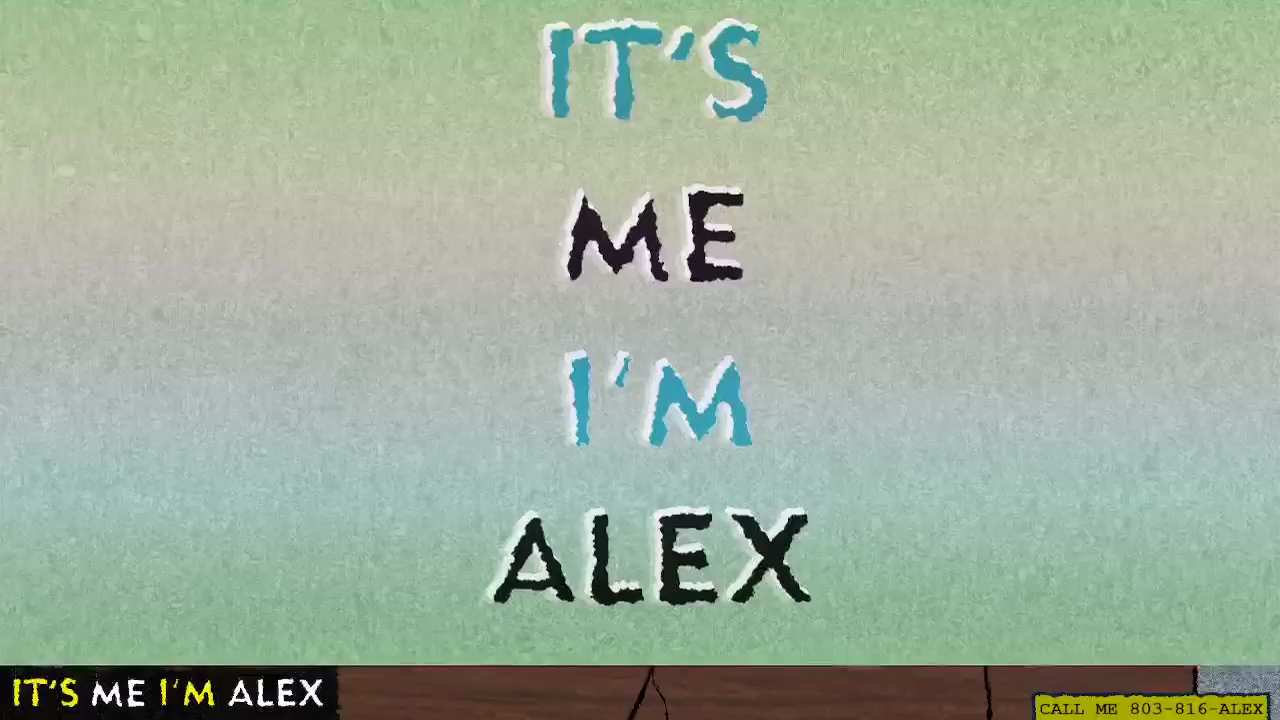 IT'S
ME
I'M
ALEX
IT'S ME I'M ALEX
CALL ME 803-816-ALEX